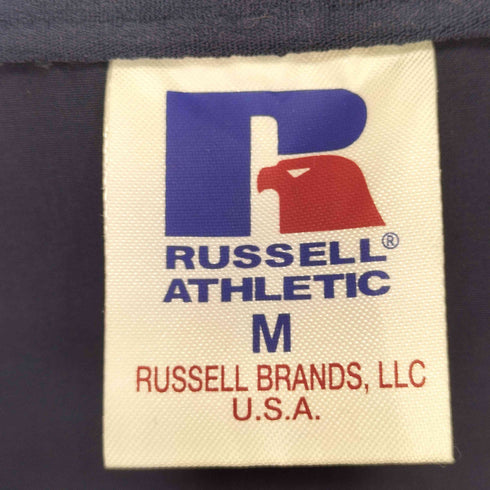 R
RUSSELL®
ATHLETIC
M
RUSSELL BRANDS, LLC
U.S.A.